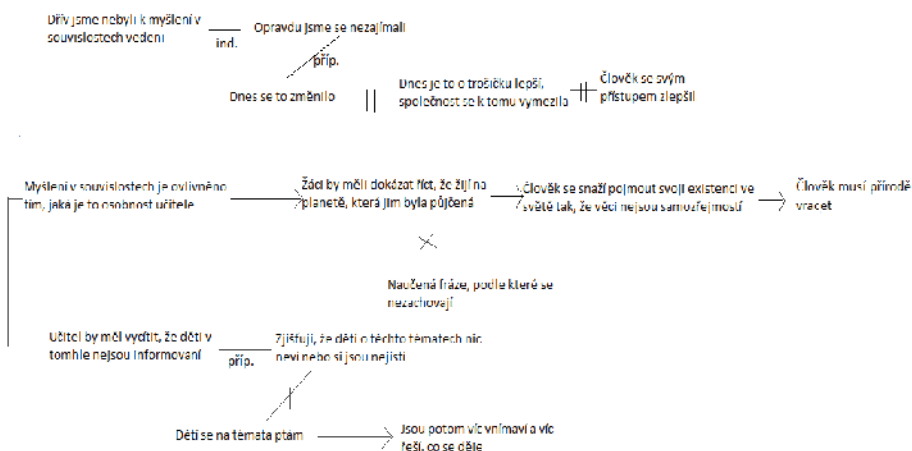 Dřív jsme nebyli k myšlení v
souvislostech vedeni
ind.
Opravdu jsme se nezajímali
příp.
Dnes se to změnilo
Dnes je to o trošičku lepší,
společnost se k tomu vymezila
Člověk se svým
přístupem zlepšil
Myšlení v souvislostech je ovlivněno
tím, jaká je to osobnost učitele
Žáci by měli dokázat říct, že žijí na
planetě, která jim byla půjčená
Člověk se snaží pojmout svoji existenci ve
světě tak, že věci nejsou samozřejmostí
Člověk musí přírodě
vracet
Naučená fráze, podle které se
nezachovají
Učitel by měl vycítit, že děti v
tomhle nejsou informovaní
příp.
Zjišťuji, že děti o těchto tématech nic
neví nebo si jsou nejistí
Dětí se na témata ptám
Jsou potom víc vnímaví a víc
řeší, co se děje